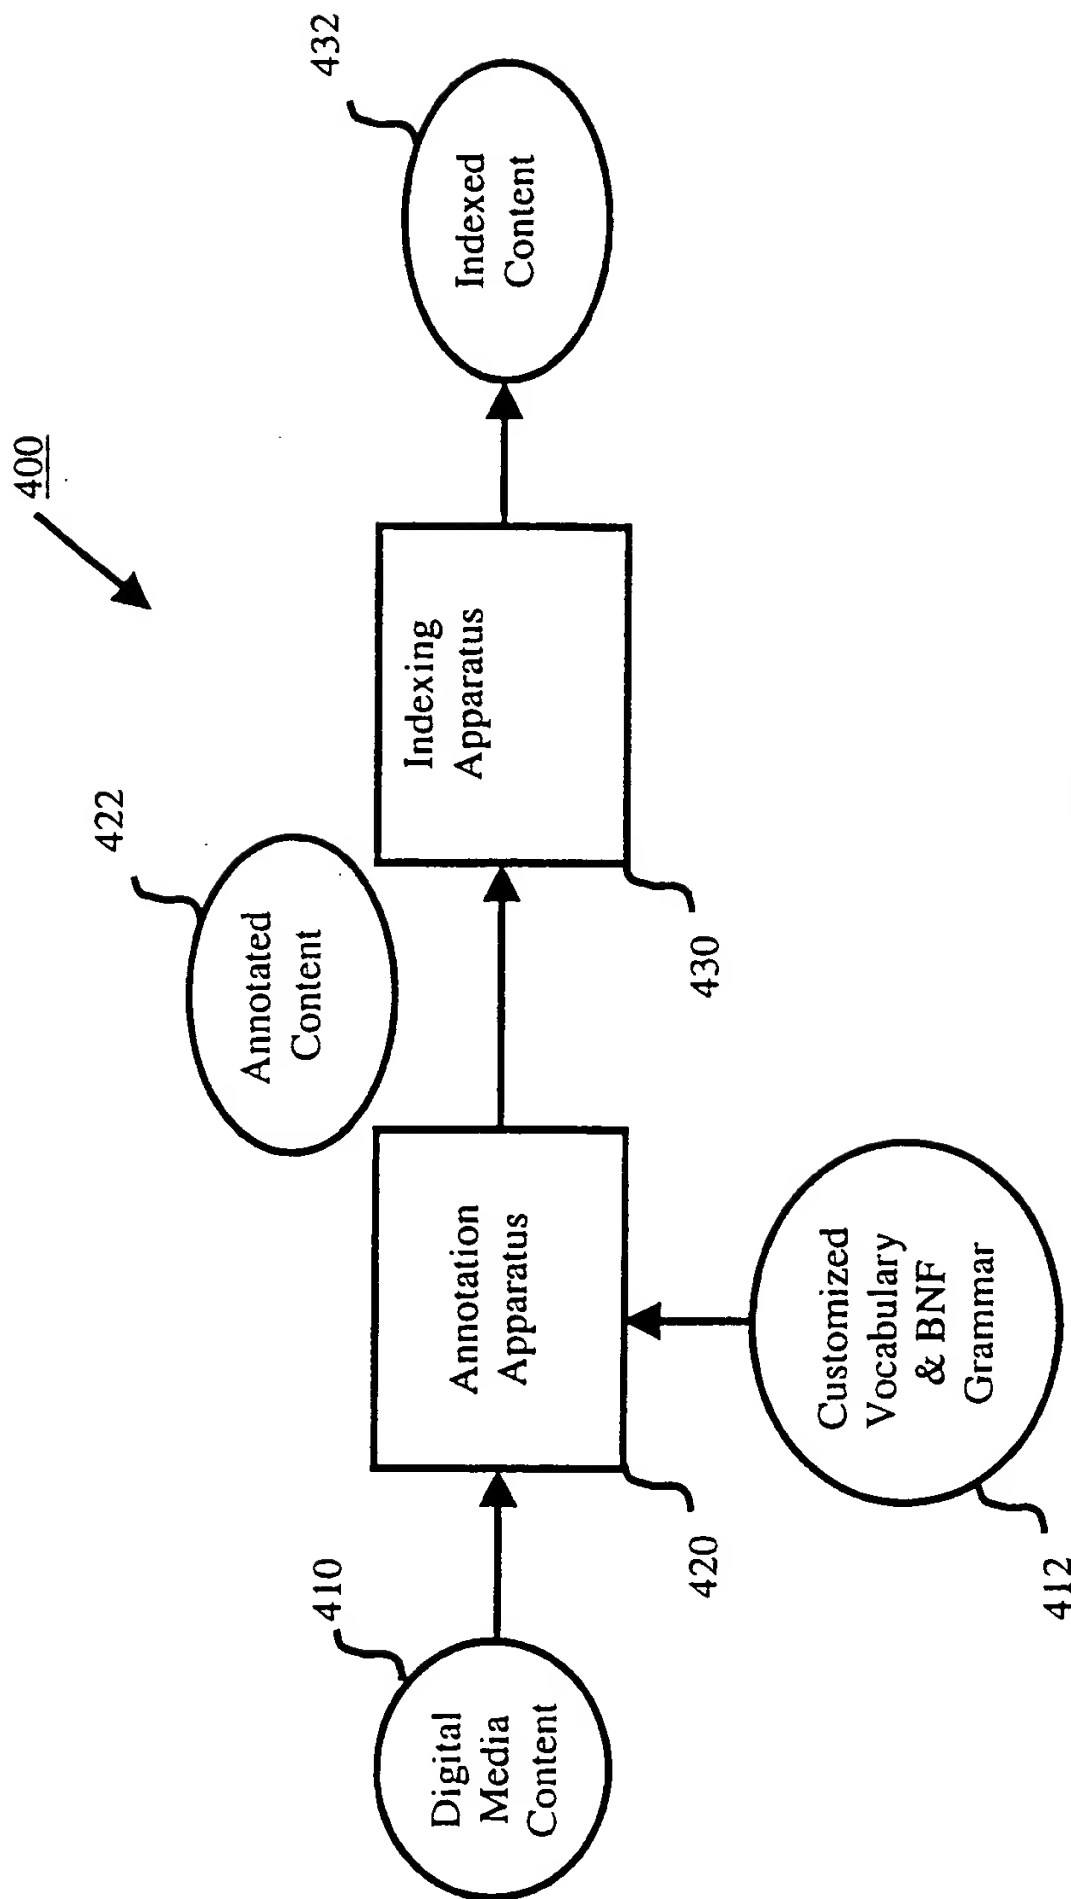 400
432
Indexed
Content
422
Annotated
Content
Indexing
Apparatus
430
Annotation
Apparatus
420
410
Digital
Media
Content
Customized
Vocabulary
& BNF
Grammar
412